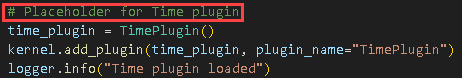 # Placeholder for Time plugin
time_plugin = TimePlugin()
kernel.add_plugin(time_plugin, plugin_name="TimePlugin")
logger.info("Time plugin loaded")